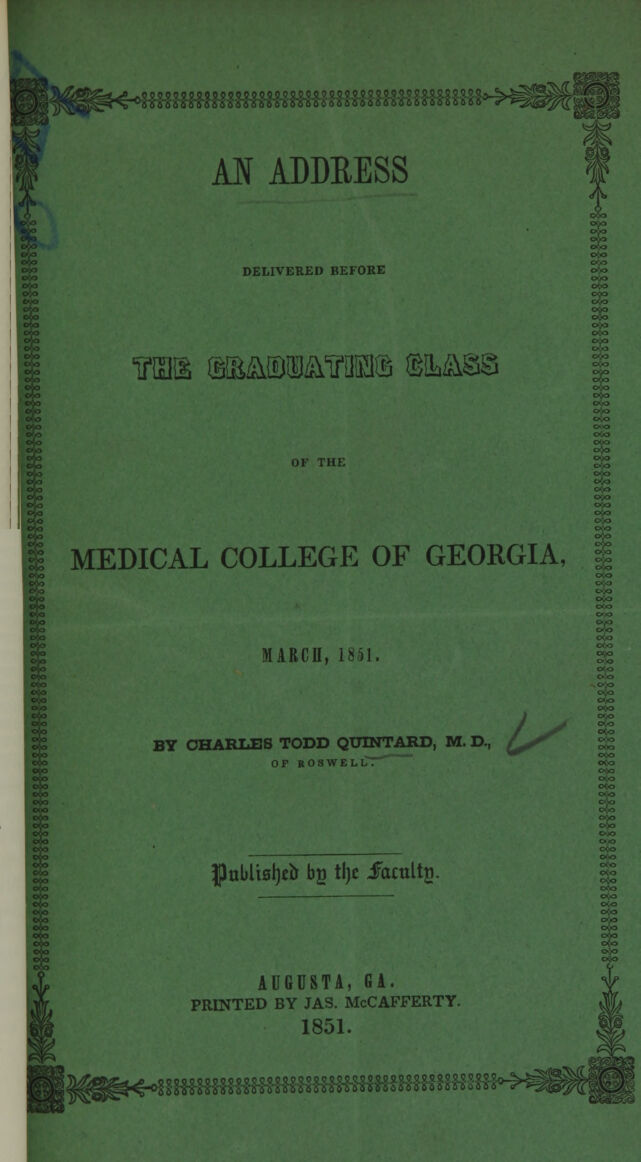 AN ADDRESS
DELIVERED BEFORE
THE GRADUATING CLASS
OF THE
MEDICAL COLLEGE OF GEORGIA,
MARCH, 1851.
BY CHARLES TODD QUINTARD, M. D.,
OF ROSWELL.
Published by the Faculty.
AUGUSTA, GA.
PRINTED BY JAS. McCAFFERTY.
1851.